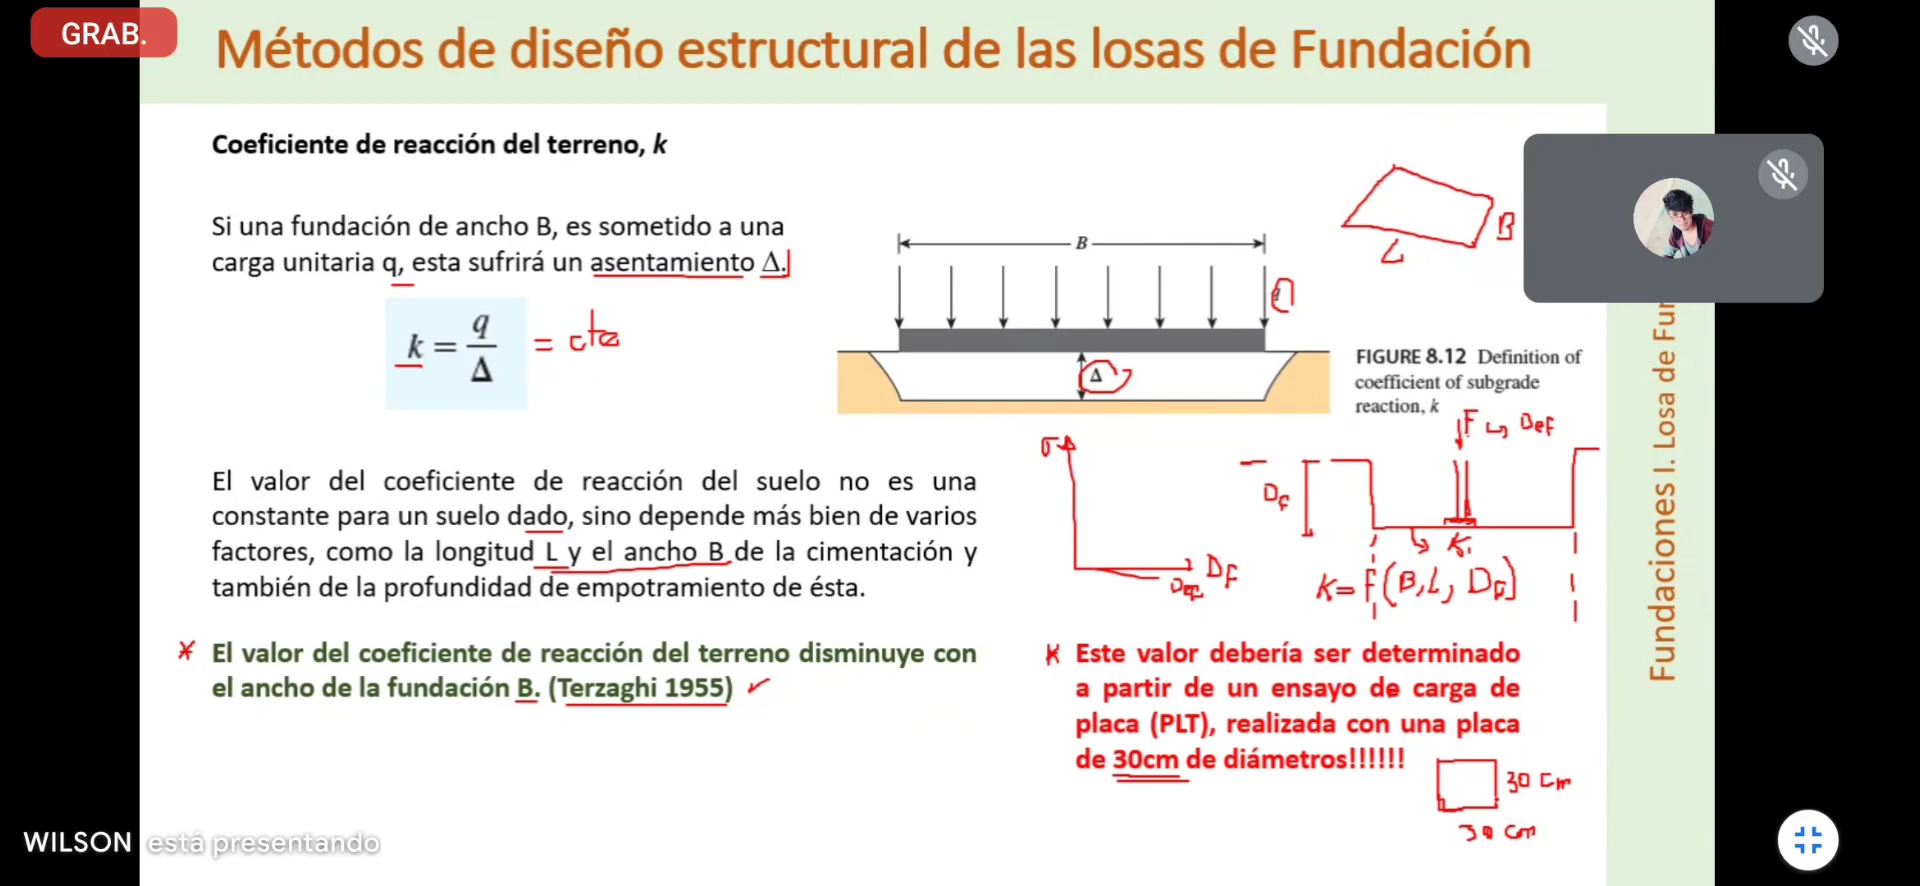 GRAB.
Métodos de diseño estructural de las losas de Fundación
Coeficiente de reacción del terreno, k
Si una fundación de ancho B, es sometido a una
carga unitaria q, esta sufrirá un asentamiento Δ.
k = q/Δ = cte
B
q
Δ
B
L
FIGURE 8.12 Definition of
coefficient of subgrade
reaction, k
F ↳ Def
σ
Df
Df
K.
K= F(B,L, Df)
El valor del coeficiente de reacción del suelo no es una
constante para un suelo dado, sino depende más bien de varios
factores, como la longitud L y el ancho B de la cimentación y
también de la profundidad de empotramiento de ésta.
El valor del coeficiente de reacción del terreno disminuye con
el ancho de la fundación B. (Terzaghi 1955)
Este valor debería ser determinado
a partir de un ensayo de carga de
placa (PLT), realizada con una placa
de 30cm de diámetros!!!!!!
30 cm
30 cm
Fundaciones I. Losa de Fun
WILSON está presentando